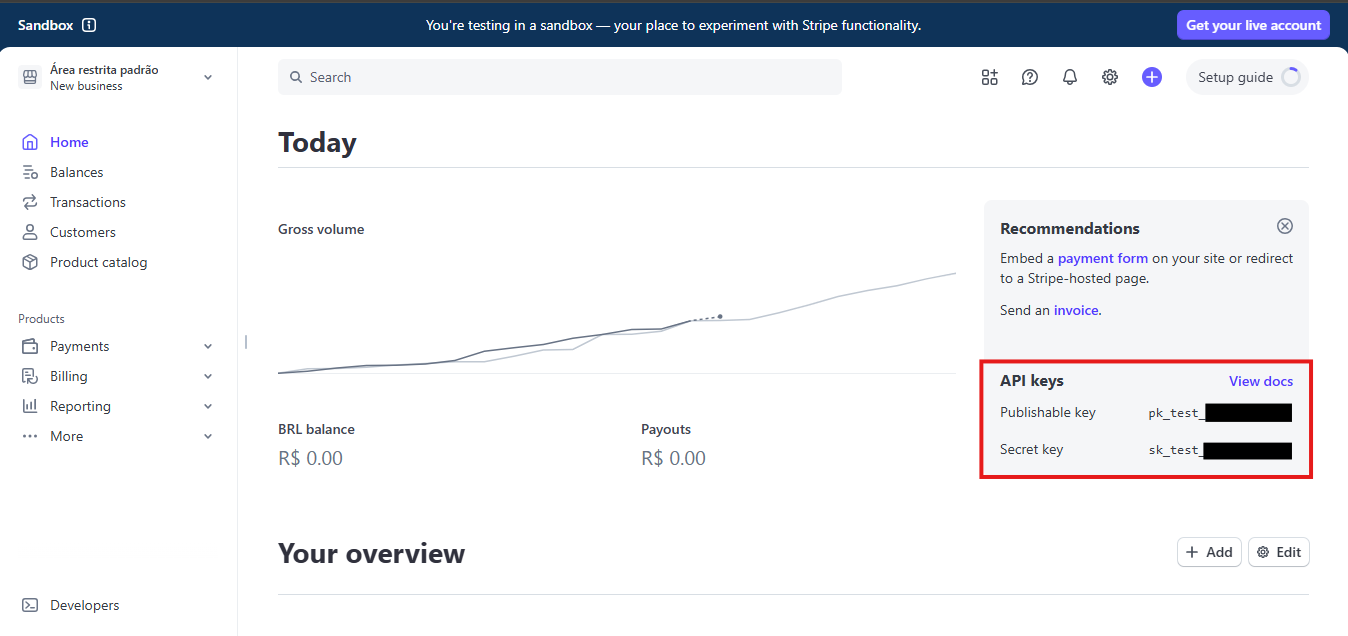 Sandbox
You're testing in a sandbox — your place to experiment with Stripe functionality.
Get your live account
Área restrita padrão
New business
Search
Setup guide
Home
Balances
Transactions
Customers
Product catalog
Products
Payments
Billing
Reporting
More
Developers
Today
Gross volume
BRL balance
R$ 0.00
Payouts
R$ 0.00
Recommendations
Embed a payment form on your site or redirect
to a Stripe-hosted page.
Send an invoice.
API keys
View docs
Publishable key
pk_test_
Secret key
sk_test_
Your overview
Add
Edit